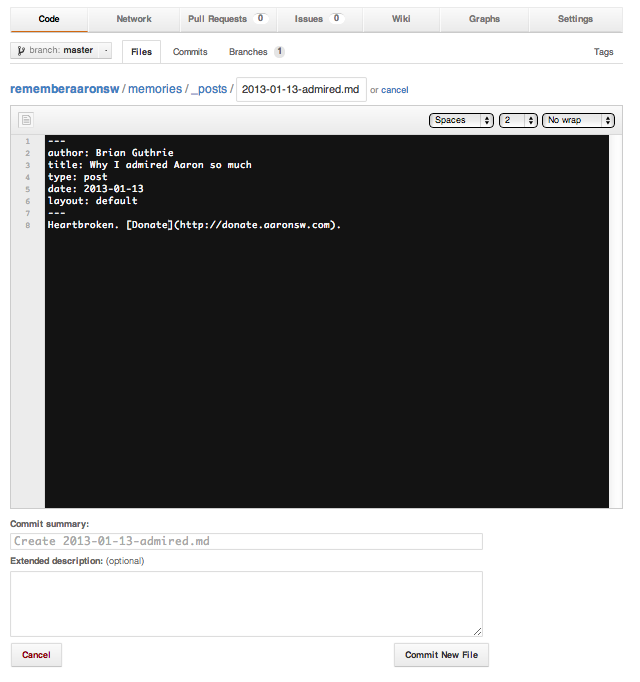 Code Network Pull Requests 0 Issues 0 Wiki Graphs Settings
branch: master Files Commits Branches 1 Tags
rememberaaronsw / memories / _posts / 2013-01-13-admired.md or cancel
Spaces 2 No wrap
1 ---
2 author: Brian Guthrie
3 title: Why I admired Aaron so much
4 type: post
5 date: 2013-01-13
6 layout: default
7 ---
8 Heartbroken. [Donate](http://donate.aaronsw.com).
Commit summary:
Create 2013-01-13-admired.md
Extended description: (optional)
Cancel Commit New File